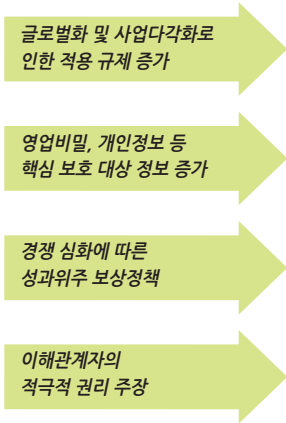 글로벌화 및 사업다각화로
인한 적용 규제 증가
영업비밀, 개인정보 등
핵심 보호 대상 정보 증가
경쟁 심화에 따른
성과위주 보상정책
이해관계자의
적극적 권리 주장